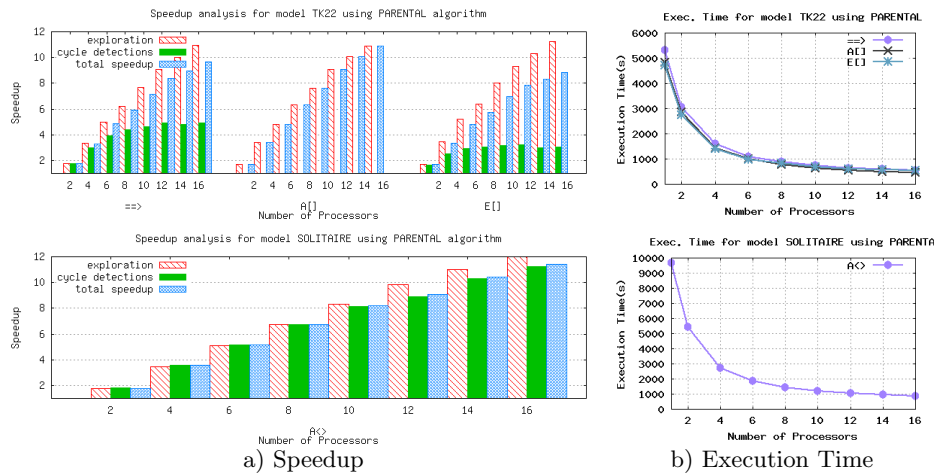 Speedup analysis for model TK22 using PARENTAL algorithm
12
10
8
6
4
2
Speedup
exploration
cycle detections
total speedup
2 4 6 8 10 12 14 16
2 4 6 8 10 12 14 16
2 4 6 8 10 12 14 16
==>
A[]
E[]
Number of Processors
Exec. Time for model TK22 using PARENTAL
6000
5000
4000
3000
2000
1000
0
Execution Time(s)
==>
A[]
E[]
2 4 6 8 10 12 14 16
Number of Processors
Speedup analysis for model SOLITAIRE using PARENTAL algorithm
12
10
8
6
4
2
Speedup
exploration
cycle detections
total speedup
2 4 6 8 10 12 14 16
A<>
Number of Processors
Exec. Time for model SOLITAIRE using PARENTA
10000
9000
8000
7000
6000
5000
4000
3000
2000
1000
0
Execution Time(s)
A<>
2 4 6 8 10 12 14 16
Number of Processors
a) Speedup
b) Execution Time